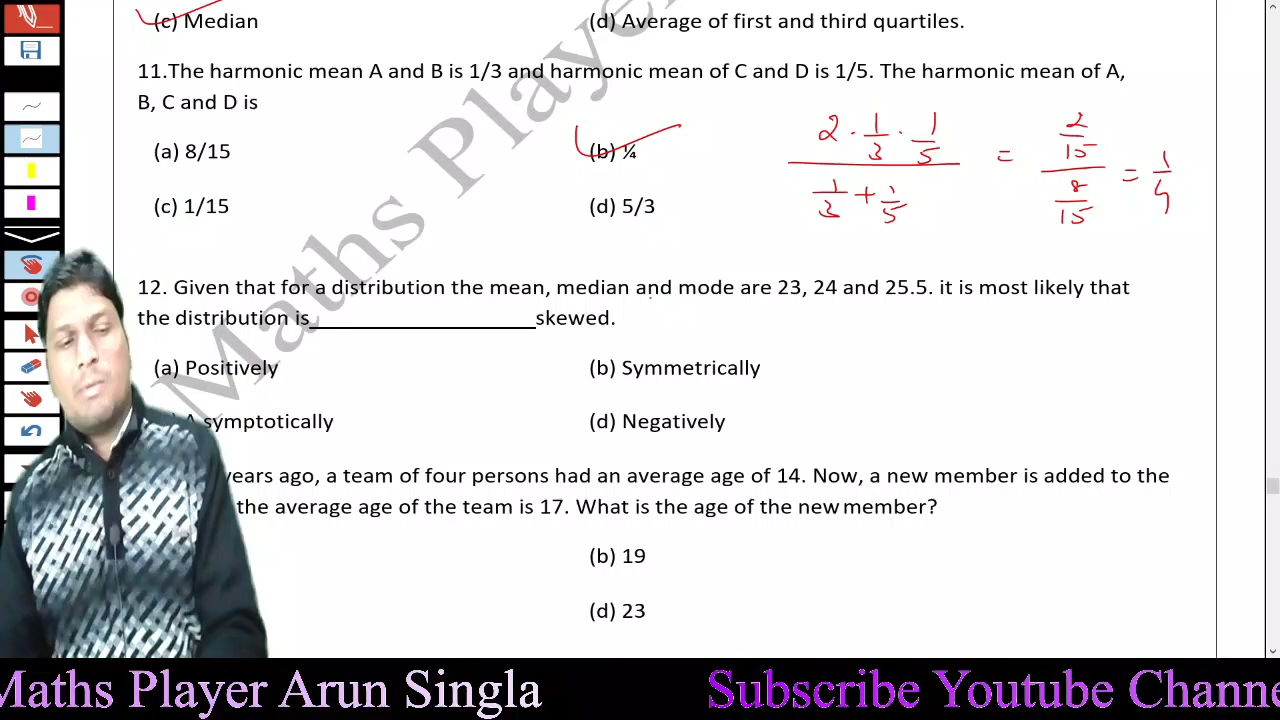 (c) Median (d) Average of first and third quartiles.
11.The harmonic mean A and B is 1/3 and harmonic mean of C and D is 1/5. The harmonic mean of A,
B, C and D is
(a) 8/15 (b) ¼
(c) 1/15 (d) 5/3
2 · 1/3 · 1/5 / 1/3 + 1/5 = 2/15 / 8/15 = 1/4
12. Given that for a distribution the mean, median and mode are 23, 24 and 25.5. it is most likely that
the distribution is____________________skewed.
(a) Positively (b) Symmetrically
symptotically (d) Negatively
years ago, a team of four persons had an average age of 14. Now, a new member is added to the
the average age of the team is 17. What is the age of the new member?
(b) 19
(d) 23
Maths Player
Maths Player Arun Singla Subscribe Youtube Channe